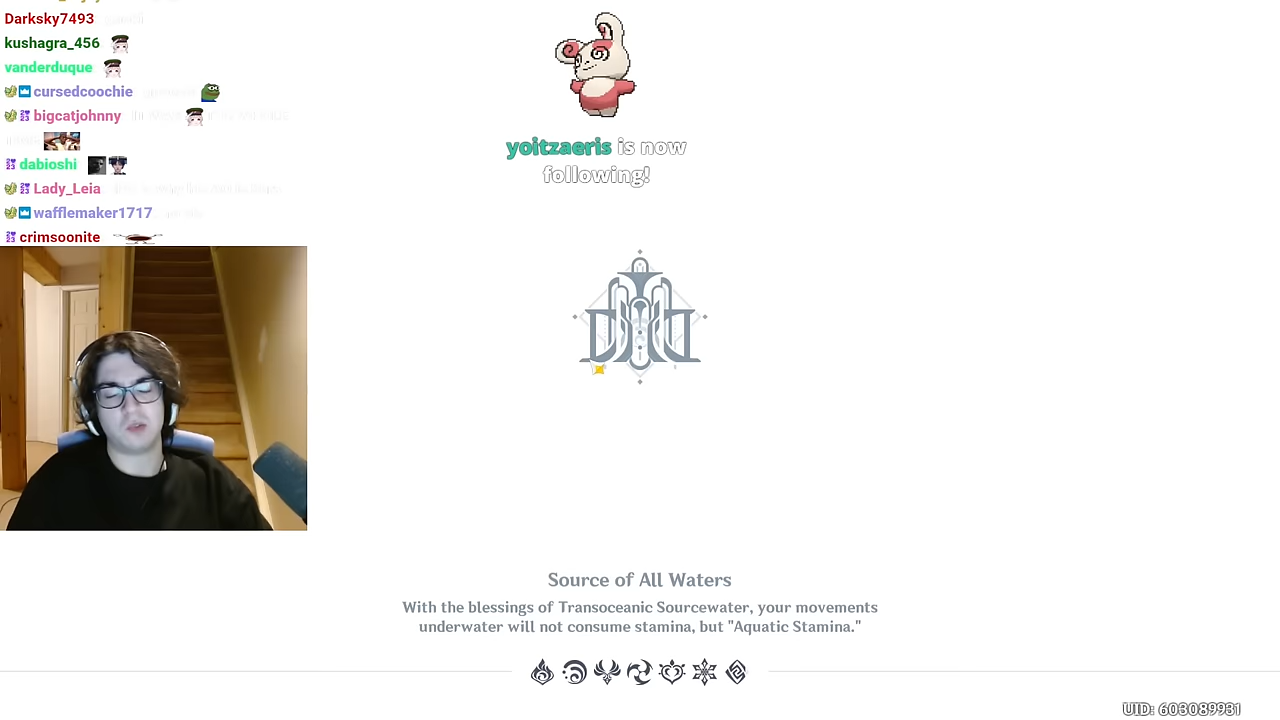 Darksky7493
kushagra_456
vanderduque
cursedcoochie
bigcatjohnny
dabioshi
Lady_Leia
wafflemaker1717
crimsoonite
yoitzaeris is now
following!
Source of All Waters
With the blessings of Transoceanic Sourcewater, your movements
underwater will not consume stamina, but "Aquatic Stamina."
UID: 603089931